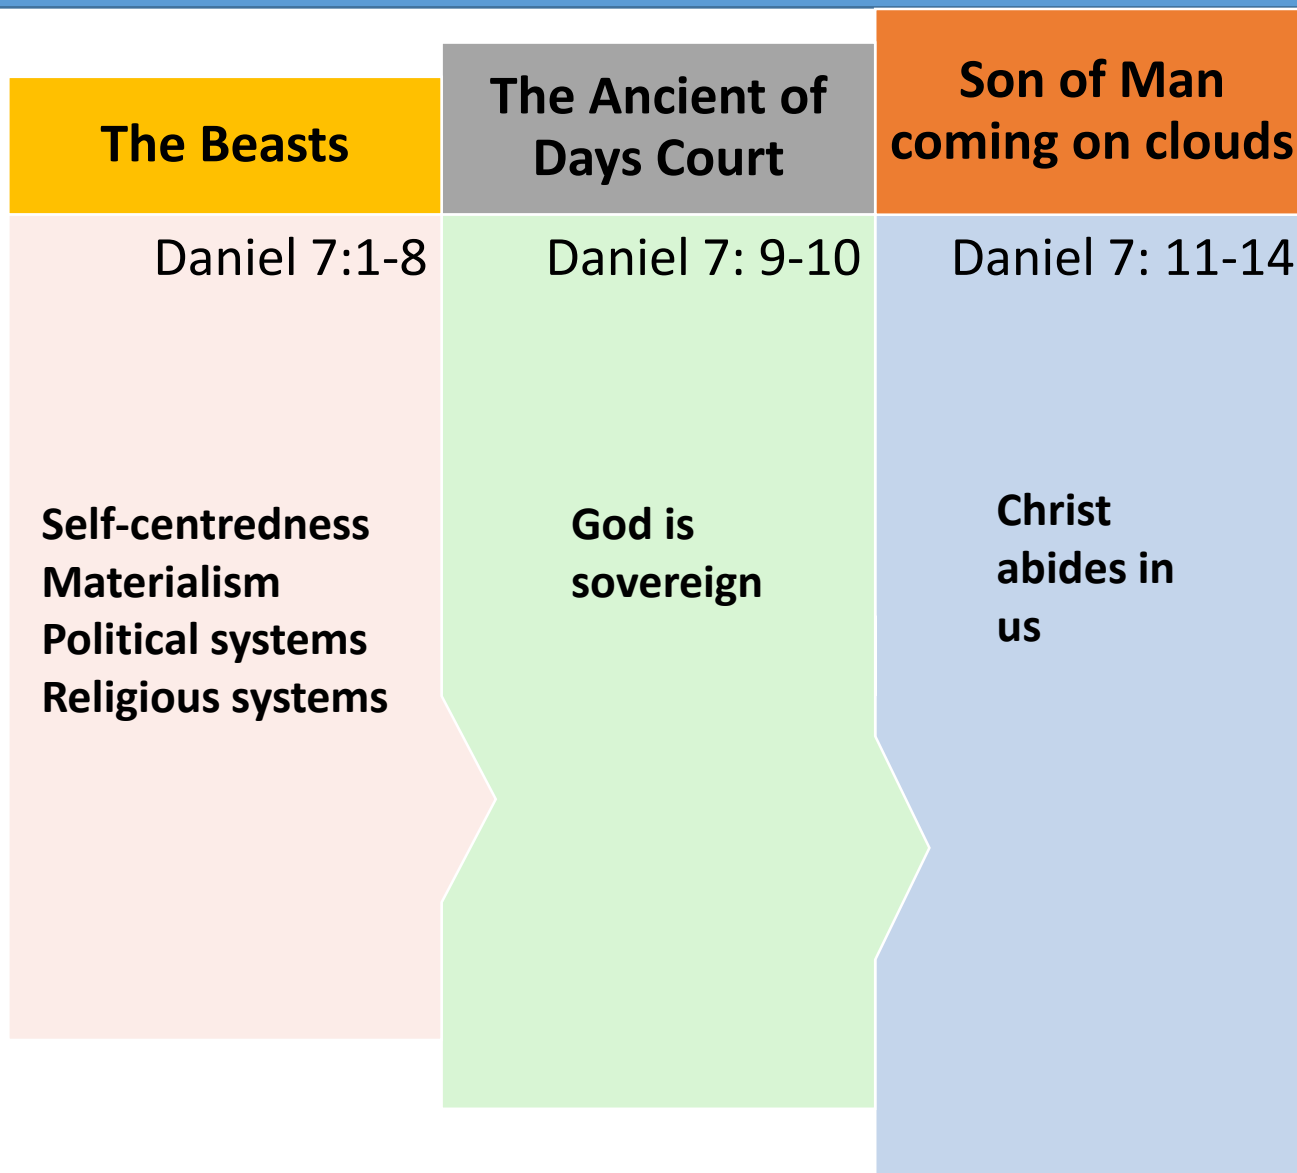 The Beasts
Daniel 7:1-8
Self-centredness
Materialism
Political systems
Religious systems
The Ancient of
Days Court
Daniel 7: 9-10
God is
sovereign
Son of Man
coming on clouds
Daniel 7: 11-14
Christ
abides in
us